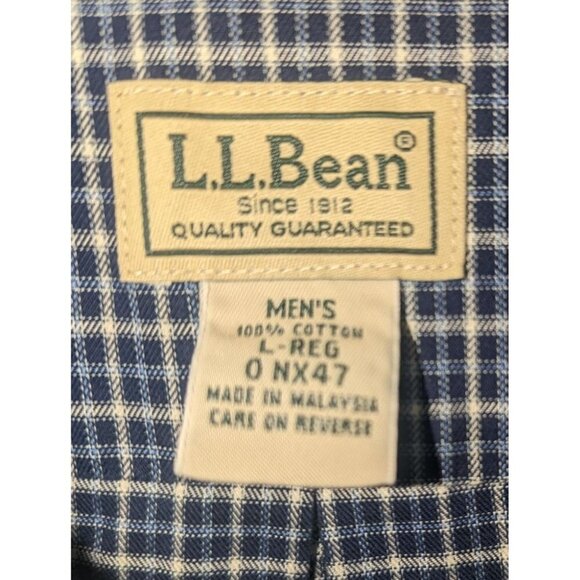 L.L.Bean®
Since 1912
QUALITY GUARANTEED
MEN'S
100% COTTON
L-REG
0 NX47
MADE IN MALAYSIA
CARE ON REVERSE